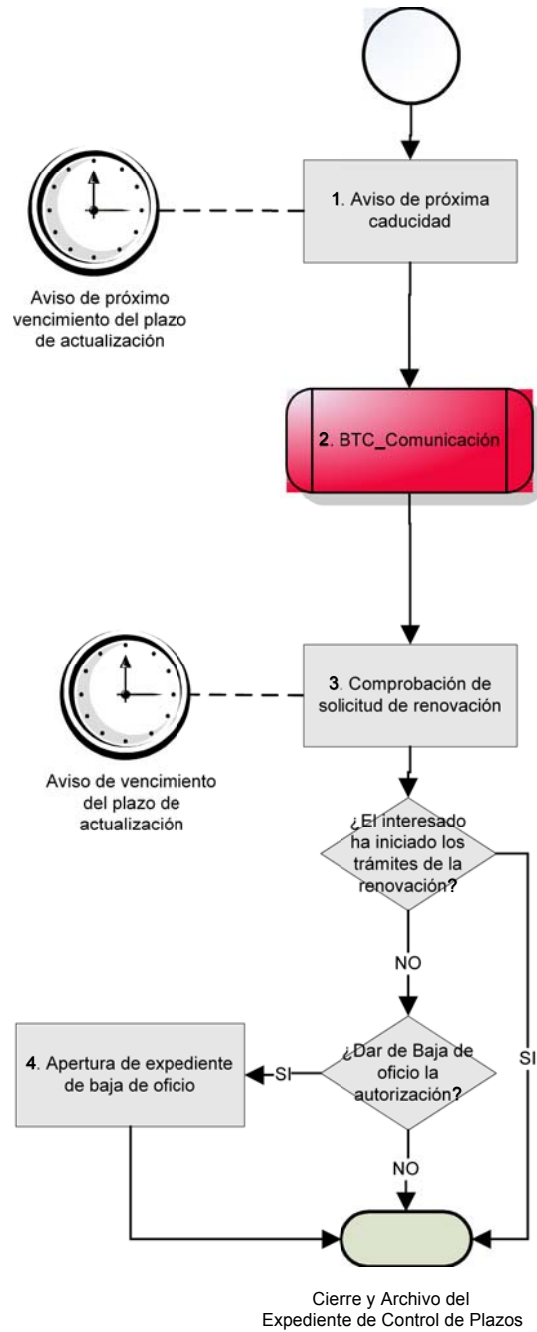 1. Aviso de próxima
caducidad
Aviso de próximo
vencimiento del plazo
de actualización
2. BTC_Comunicación
3. Comprobación de
solicitud de renovación
Aviso de vencimiento
del plazo de
actualización
¿El interesado
ha iniciado los
trámites de la
renovación?
NO
SI
¿Dar de Baja de
oficio la
autorización?
SI
4. Apertura de expediente
de baja de oficio
NO
Cierre y Archivo del
Expediente de Control de Plazos